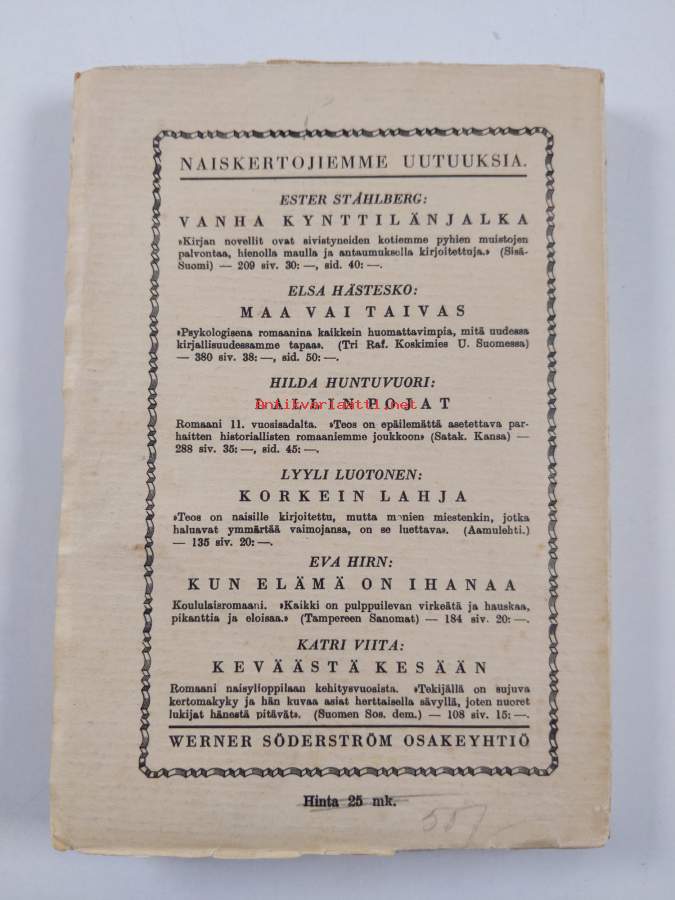 NAISKERTOJIEMME UUTUUKSIA.
ESTER STÅHLBERG:
VANHA KYNTTILÄNJALKA
»Kirjan novellit ovat sivistyneiden kotiemme pyhien muistojen
palvontaa, hienolla maulla ja antaumuksella kirjoitettuja.» (Sisä-
Suomi) — 209 siv. 30: —, sid. 40: —.
ELSA HÄSTESKO:
MAA VAI TAIVAS
»Psykologisena romaanina kaikkein huomattavimpia, mitä uudessa
kirjallisuudessamme tapaa». (Tri Raf. Koskimies U. Suomessa)
— 380 siv. 38: —, sid. 50: —.
HILDA HUNTUVUORI:
DALLINPOJAT
antikvariaatti.net
Romaani 11. vuosisadalta. »Teos on epäilemättä asetettava par-
haitten historiallisten romaaniemme joukkoon» (Satak. Kansa) —
288 siv. 35: —, sid. 45: —.
LYYLI LUOTONEN:
KORKEIN LAHJA
»Teos on naisille kirjoitettu, mutta monien miestenkin, jotka
haluavat ymmärtää vaimojansa, on se luettava». (Aamulehti.)
— 135 siv. 20: —.
EVA HIRN:
KUN ELÄMÄ ON IHANAA
Koululaisromaani. »Kaikki on pulppuilevan virkeätä ja hauskaa,
pikanttia ja eloisaa.» (Tampereen Sanomat) — 184 siv. 20: —.
KATRI VIITA:
KEVÄÄSTÄ KESÄÄN
Romaani naisylioppilaan kehitysvuosista. »Tekijällä on sujuva
kertomakyky ja hän kuvaa asiat herttaisella sävyllä, joten nuoret
lukijat hänestä pitävät». (Suomen Sos. dem.) — 108 siv. 15: —.
WERNER SÖDERSTRÖM OSAKEYHTIÖ
Hinta 25 mk.